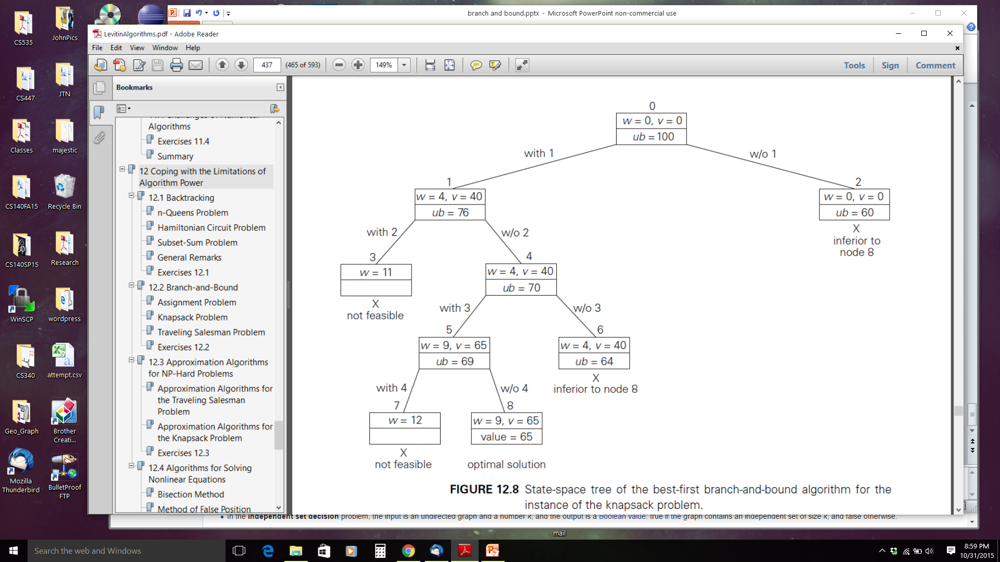 branch and bound.pptx - Microsoft PowerPoint non-commercial use
LevitinAlgorithms.pdf - Adobe Reader
File Edit View Window Help
437 (465 of 593) 149% Tools Sign Comment
Bookmarks
Algorithms
Exercises 11.4
Summary
12 Coping with the Limitations of
Algorithm Power
12.1 Backtracking
n-Queens Problem
Hamiltonian Circuit Problem
Subset-Sum Problem
General Remarks
Exercises 12.1
12.2 Branch-and-Bound
Assignment Problem
Knapsack Problem
Traveling Salesman Problem
Exercises 12.2
12.3 Approximation Algorithms
for NP-Hard Problems
Approximation Algorithms for
the Traveling Salesman
Problem
Approximation Algorithms for
the Knapsack Problem
Exercises 12.3
12.4 Algorithms for Solving
Nonlinear Equations
Bisection Method
Method of False Position
0
w = 0, v = 0
ub = 100
with 1
w/o 1
1
w = 4, v = 40
ub = 76
2
w = 0, v = 0
ub = 60
X
inferior to
node 8
with 2
w/o 2
3
w = 11
X
not feasible
4
w = 4, v = 40
ub = 70
with 3
w/o 3
5
w = 9, v = 65
ub = 69
6
w = 4, v = 40
ub = 64
X
inferior to node 8
with 4
w/o 4
7
w = 12
X
not feasible
8
w = 9, v = 65
value = 65
optimal solution
FIGURE 12.8 State-space tree of the best-first branch-and-bound algorithm for the
instance of the knapsack problem.
In the independent set decision problem, the input is an undirected graph and a number k, and the output is a Boolean value: true if the graph contains an independent set of size k, and false otherwise.
mail
CS535
JohnPics
CS447
JTN
Classes
majestic
CS140FA15
Recycle Bin
CS140SP15
Research
WinSCP
wordpress
CS340
attempt.csv
Geo_Graph
Brother
Creati...
Mozilla
Thunderbird
BulletProof
FTP
Search the web and Windows
8:59 PM
10/31/2015